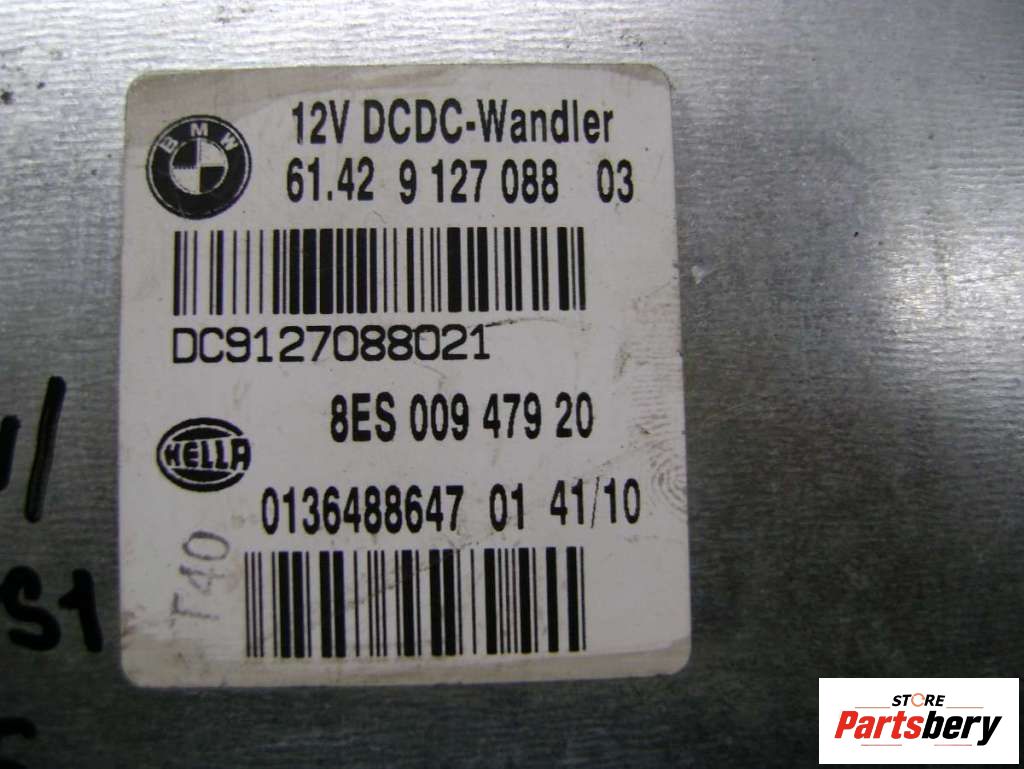 BMW
12V DCDC-Wandler
61.42 9 127 088 03
DC9127088021
8ES 009 479 20
HELLA
0136488647 01 41/10
T40
S1
STORE
Partsbery